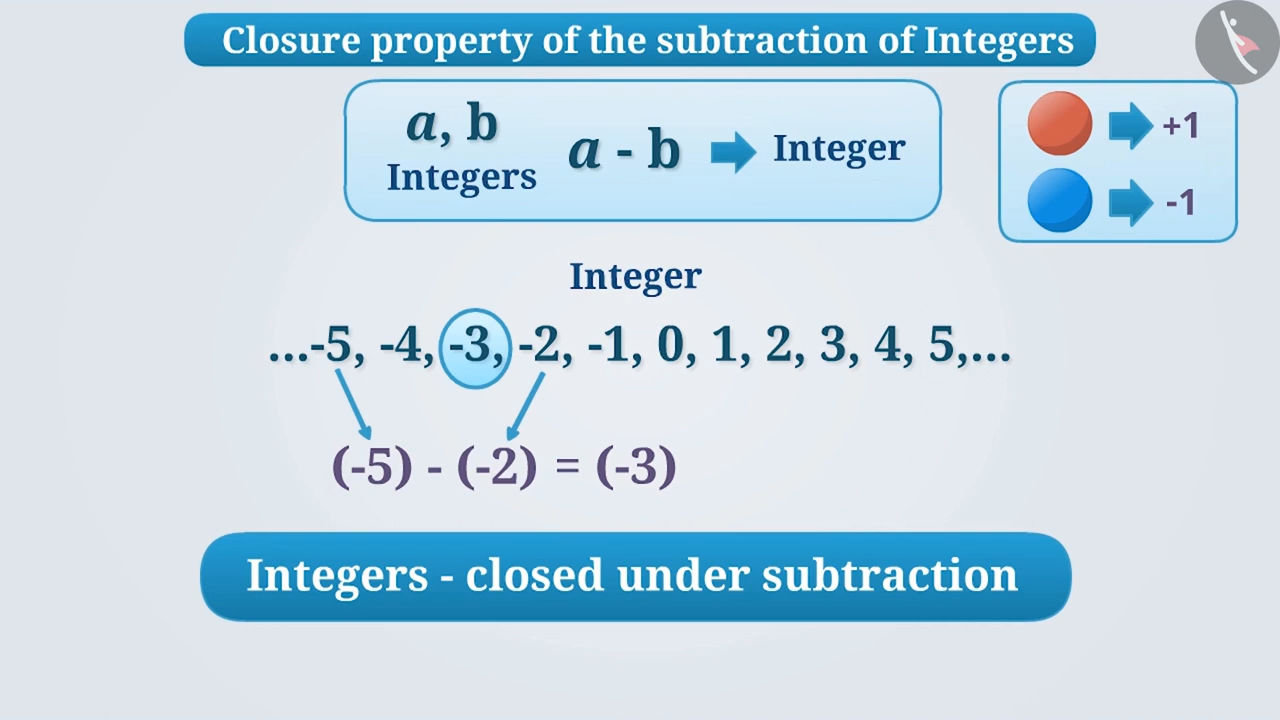 Closure property of the subtraction of Integers
a, b
Integers
a - b
Integer
+1
-1
Integer
...-5, -4, -3, -2, -1, 0, 1, 2, 3, 4, 5,...
(-5) - (-2) = (-3)
Integers - closed under subtraction